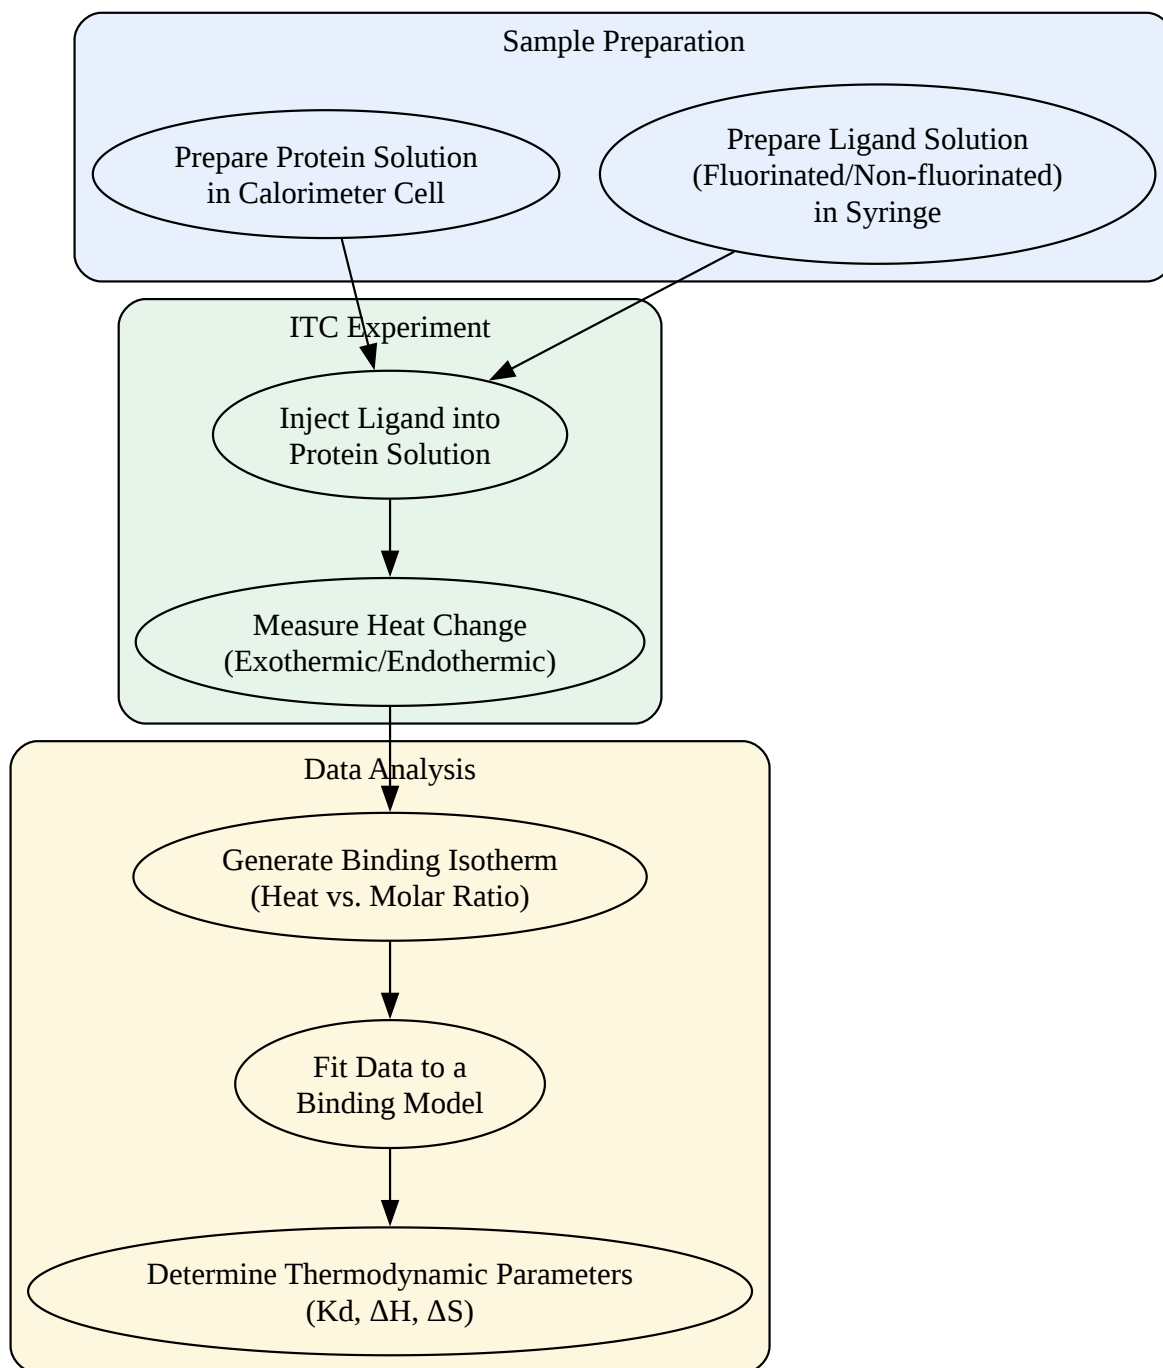 Sample Preparation
Prepare Protein Solution
in Calorimeter Cell
Prepare Ligand Solution
(Fluorinated/Non-fluorinated)
in Syringe
ITC Experiment
Inject Ligand into
Protein Solution
Measure Heat Change
(Exothermic/Endothermic)
Data Analysis
Generate Binding Isotherm
(Heat vs. Molar Ratio)
Fit Data to a
Binding Model
Determine Thermodynamic Parameters
(Kd, ΔH, ΔS)